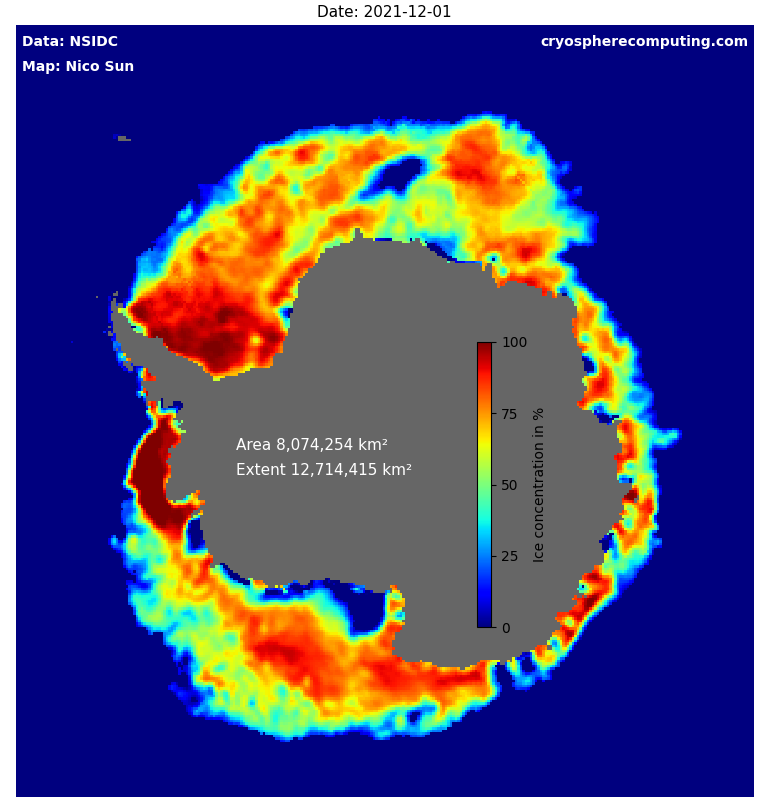 Date: 2021-12-01
Data: NSIDC
cryospherecomputing.com
Map: Nico Sun
100
75
Area 8,074,254 km²
Extent 12,714,415 km²
50
25
0
Ice concentration in %